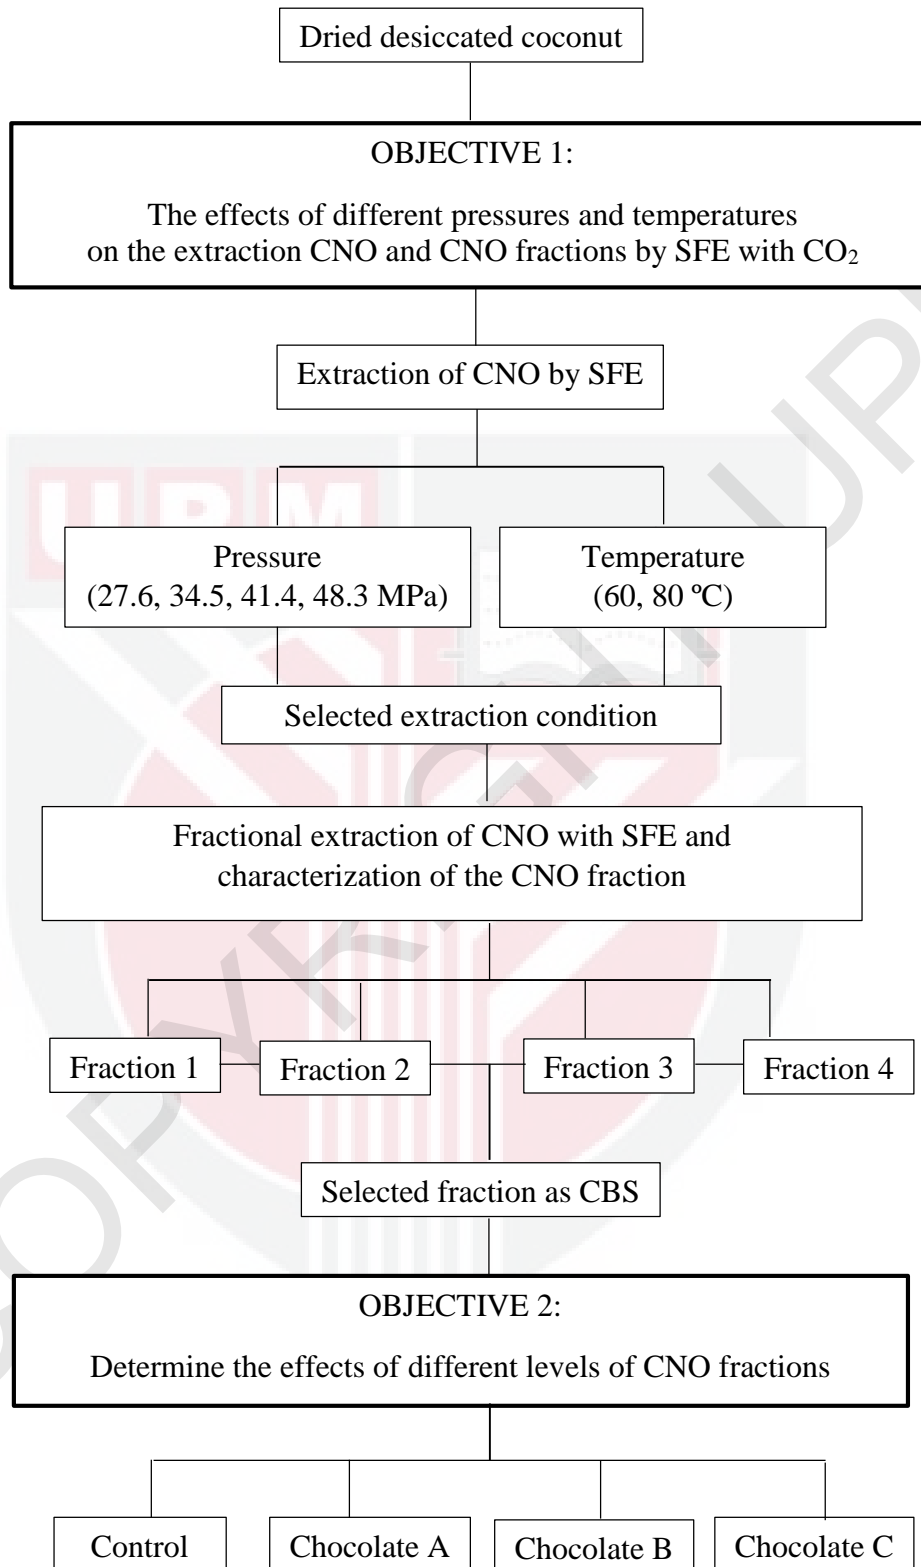 Dried desiccated coconut
OBJECTIVE 1:
The effects of different pressures and temperatures
on the extraction CNO and CNO fractions by SFE with CO₂
Extraction of CNO by SFE
UPM
Pressure
(27.6, 34.5, 41.4, 48.3 MPa)
Temperature
(60, 80 ºC)
Selected extraction condition
Fractional extraction of CNO with SFE and
characterization of the CNO fraction
Fraction 1
Fraction 2
Fraction 3
Fraction 4
Selected fraction as CBS
OBJECTIVE 2:
Determine the effects of different levels of CNO fractions
Control
Chocolate A
Chocolate B
Chocolate C
COPYRIGHT UPM